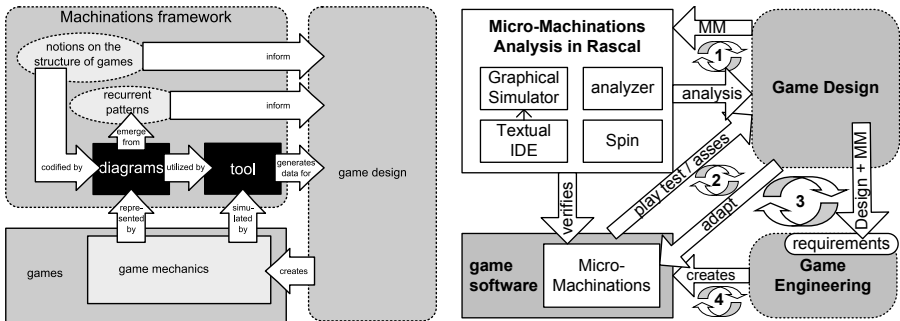 Machinations framework
notions on the
structure of games
inform
recurrent
patterns
inform
emerge
from
codified by
diagrams
utilized by
tool
generates
data for
game design
repre-
sented
by
simu-
lated by
games
game mechanics
creates
Micro-Machinations
Analysis in Rascal
Graphical
Simulator
analyzer
Textual
IDE
Spin
MM
1
analysis
Game Design
play test / asses
2
adapt
3
Design + MM
verifies
requirements
game
software
Micro-
Machinations
creates
4
Game
Engineering